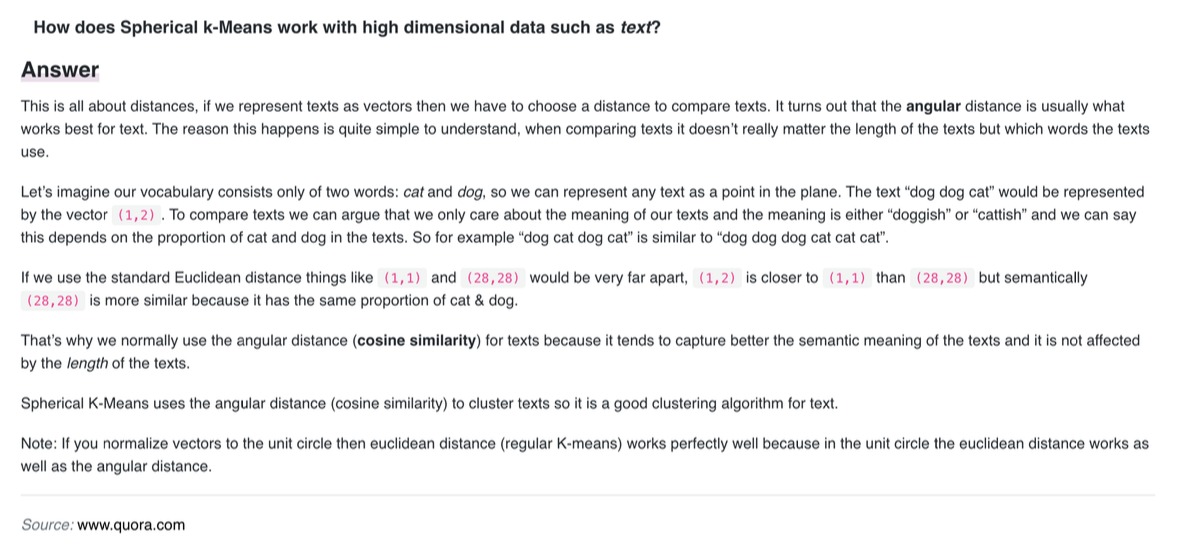 How does Spherical k-Means work with high dimensional data such as text?
Answer
This is all about distances, if we represent texts as vectors then we have to choose a distance to compare texts. It turns out that the angular distance is usually what
works best for text. The reason this happens is quite simple to understand, when comparing texts it doesn't really matter the length of the texts but which words the texts
use.
Let's imagine our vocabulary consists only of two words: cat and dog, so we can represent any text as a point in the plane. The text “dog dog cat” would be represented
by the vector (1,2) . To compare texts we can argue that we only care about the meaning of our texts and the meaning is either “doggish” or “cattish” and we can say
this depends on the proportion of cat and dog in the texts. So for example “dog cat dog cat” is similar to “dog dog dog cat cat cat”.
If we use the standard Euclidean distance things like (1,1) and (28,28) would be very far apart, (1,2) is closer to (1,1) than (28,28) but semantically
(28,28) is more similar because it has the same proportion of cat & dog.
That's why we normally use the angular distance (cosine similarity) for texts because it tends to capture better the semantic meaning of the texts and it is not affected
by the length of the texts.
Spherical K-Means uses the angular distance (cosine similarity) to cluster texts so it is a good clustering algorithm for text.
Note: If you normalize vectors to the unit circle then euclidean distance (regular K-means) works perfectly well because in the unit circle the euclidean distance works as
well as the angular distance.
Source: www.quora.com